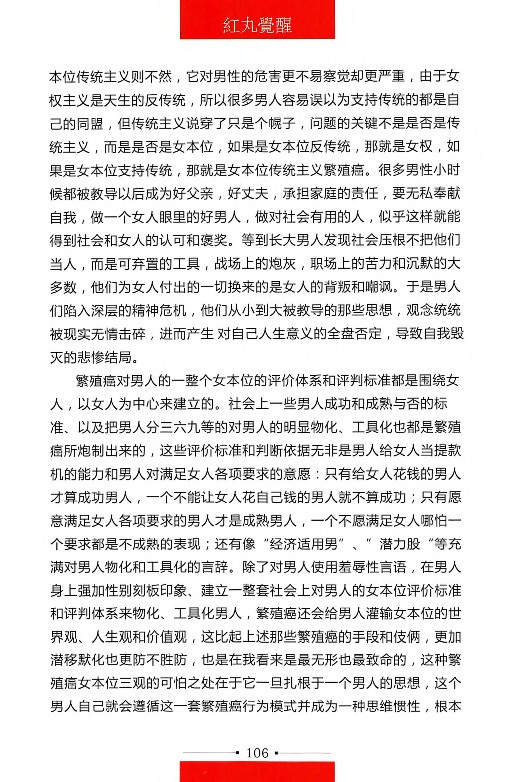 紅丸覺醒
本位传统主义则不然，它对男性的危害更不易察觉却更严重，由于女
权主义是天生的反传统，所以很多男人容易误以为支持传统的都是自
己的同盟，但传统主义说穿了只是个幌子，问题的关键不是是否是传
统主义，而是是否是女本位，如果是女本位反传统，那就是女权，如
果是女本位支持传统，那就是女本位传统主义繁殖癌。很多男性小时
候都被教导以后成为好父亲，好丈夫，承担家庭的责任，要无私奉献
自我，做一个女人眼里的好男人，做对社会有用的人，似乎这样就能
得到社会和女人的认可和褒奖。等到长大男人发现社会压根不把他们
当人，而是可弃置的工具，战场上的炮灰，职场上的苦力和沉默的大
多数，他们为女人付出的一切换来的是女人的背叛和嘲讽。于是男人
们陷入深层的精神危机，他们从小到大被教导的那些思想，观念统统
被现实无情击碎，进而产生 对自己人生意义的全盘否定，导致自我毁
灭的悲惨结局。
繁殖癌对男人的一整个女本位的评价体系和评判标准都是围绕女
人，以女人为中心来建立的。社会上一些男人成功和成熟与否的标
准、以及把男人分三六九等的对男人的明显物化、工具化也都是繁殖
癌所炮制出来的，这些评价标准和判断依据无非是男人给女人当提款
机的能力和男人对满足女人各项要求的意愿：只有给女人花钱的男人
才算成功男人，一个不能让女人花自己钱的男人就不算成功；只有愿
意满足女人各项要求的男人才是成熟男人，一个不愿满足女人哪怕一
个要求都是不成熟的表现；还有像“经济适用男”、“ 潜力股“等充
满对男人物化和工具化的言辞。除了对男人使用羞辱性言语，在男人
身上强加性别刻板印象、建立一整套社会上对男人的女本位评价标准
和评判体系来物化、工具化男人，繁殖癌还会给男人灌输女本位的世
界观、人生观和价值观，这比起上述那些繁殖癌的手段和伎俩，更加
潜移默化也更防不胜防，也是在我看来是最无形也最致命的，这种繁
殖癌女本位三观的可怕之处在于它一旦扎根于一个男人的思想，这个
男人自己就会遵循这一套繁殖癌行为模式并成为一种思维惯性，根本
106